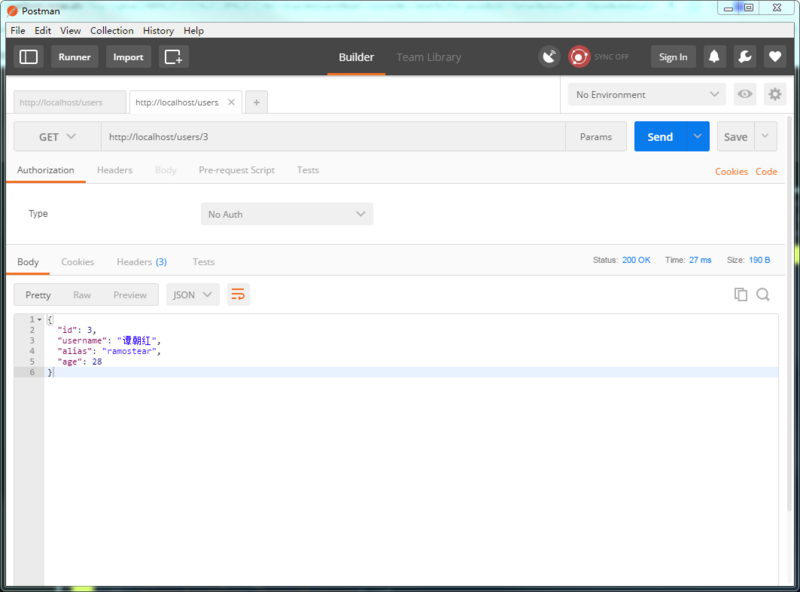 Postman
File Edit View Collection History Help
Runner Import Builder Team Library SYNC OFF Sign In
http://localhost/users http://localhost/users No Environment
GET http://localhost/users/3 Params Send Save
Authorization Headers Body Pre-request Script Tests Cookies Code
Type No Auth
Body Cookies Headers (3) Tests Status: 200 OK Time: 27 ms Size: 190 B
Pretty Raw Preview JSON
1 {
2 "id": 3,
3 "username": "谭朝红",
4 "alias": "ramostear",
5 "age": 28
6 }